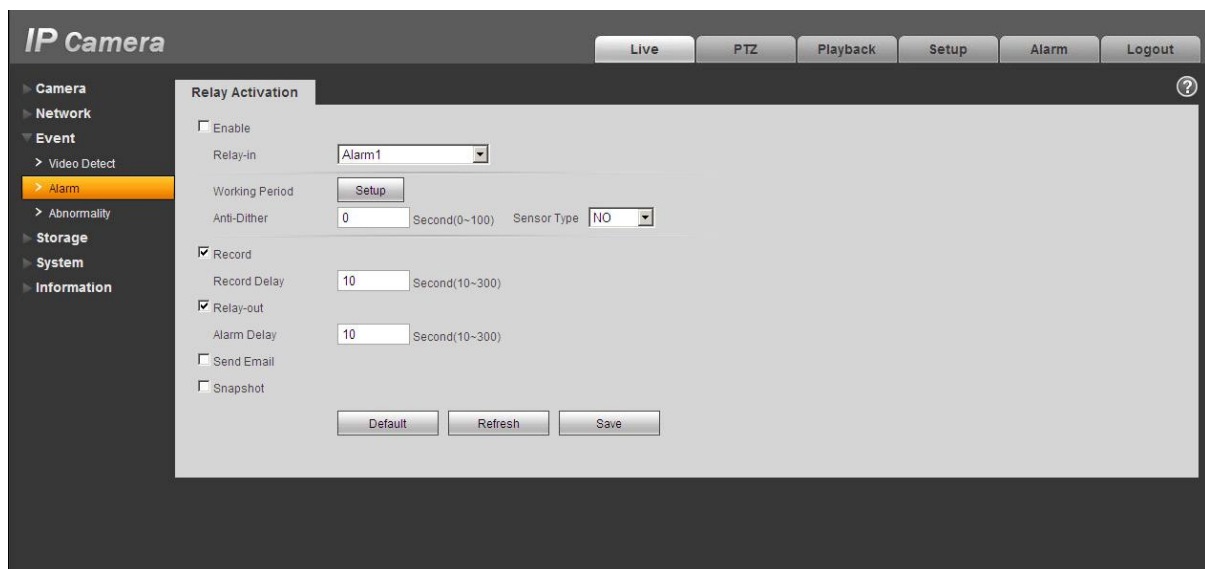 IP Camera
Live PTZ Playback Setup Alarm Logout
Camera
Network
Event
> Video Detect
> Alarm
> Abnormality
Storage
System
Information
Relay Activation
?
Enable
Relay-in Alarm1
Working Period Setup
Anti-Dither 0 Second(0~100) Sensor Type NO
Record
Record Delay 10 Second(10~300)
Relay-out
Alarm Delay 10 Second(10~300)
Send Email
Snapshot
Default Refresh Save